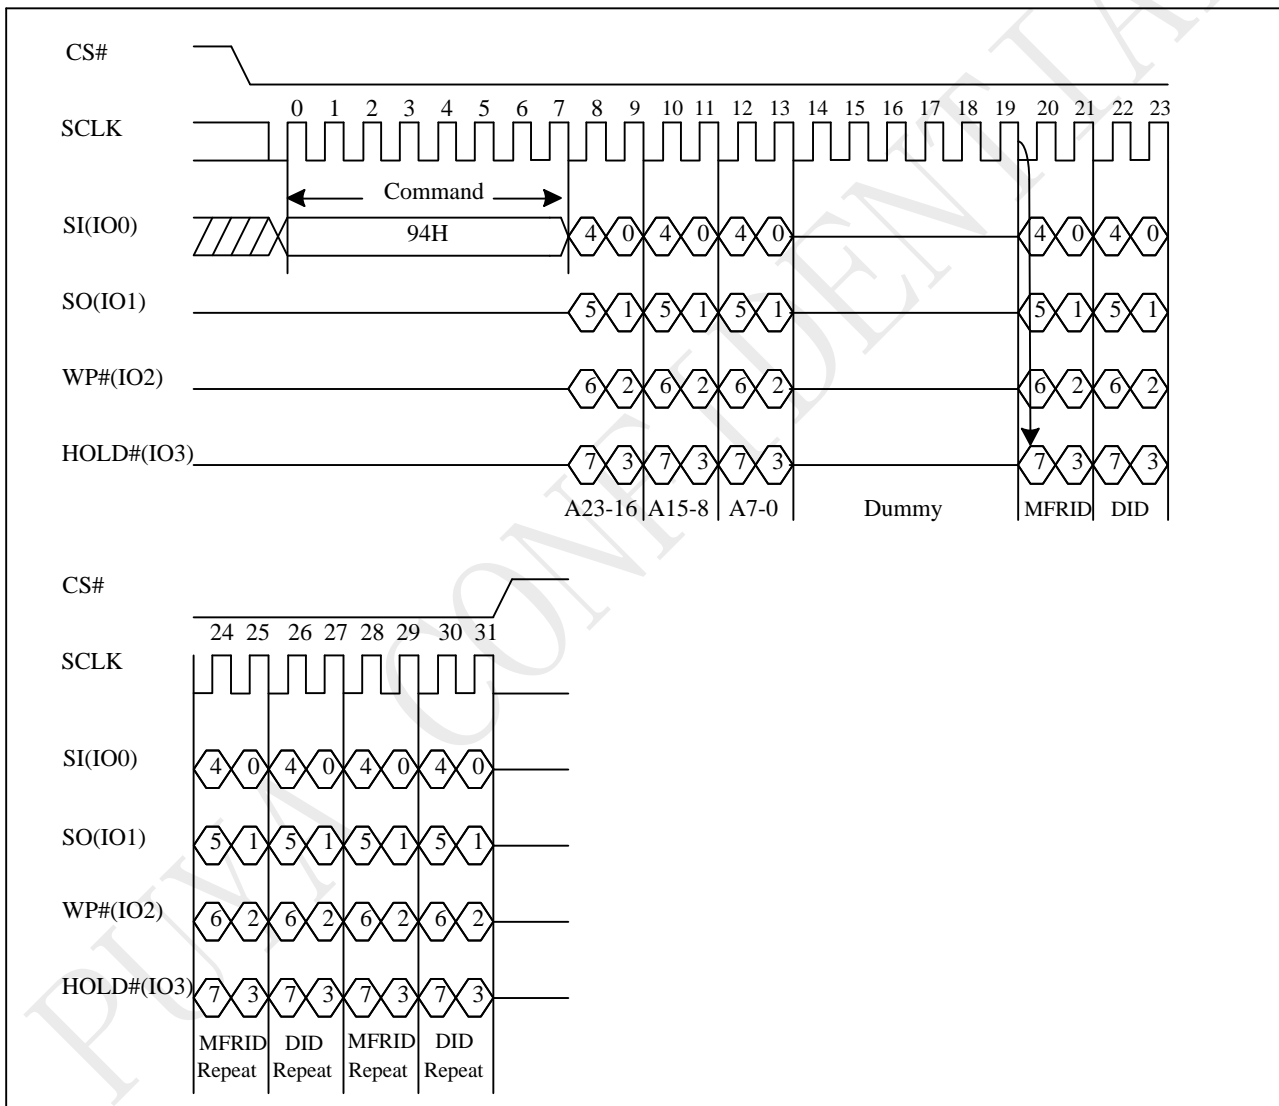 CS#
0 1 2 3 4 5 6 7 8 9 10 11 12 13 14 15 16 17 18 19 20 21 22 23
SCLK
Command
SI(IO0) 94H 4 0 4 0 4 0 4 0 4 0
SO(IO1) 5 1 5 1 5 1 5 1 5 1
WP#(IO2) 6 2 6 2 6 2 6 2 6 2
HOLD#(IO3) 7 3 7 3 7 3 7 3 7 3
A23-16 A15-8 A7-0 Dummy MFRID DID
CS#
24 25 26 27 28 29 30 31
SCLK
SI(IO0) 4 0 4 0 4 0 4 0
SO(IO1) 5 1 5 1 5 1 5 1
WP#(IO2) 6 2 6 2 6 2 6 2
HOLD#(IO3) 7 3 7 3 7 3 7 3
MFRID DID MFRID DID
Repeat Repeat Repeat Repeat
PUYA CONFIDENTIAL